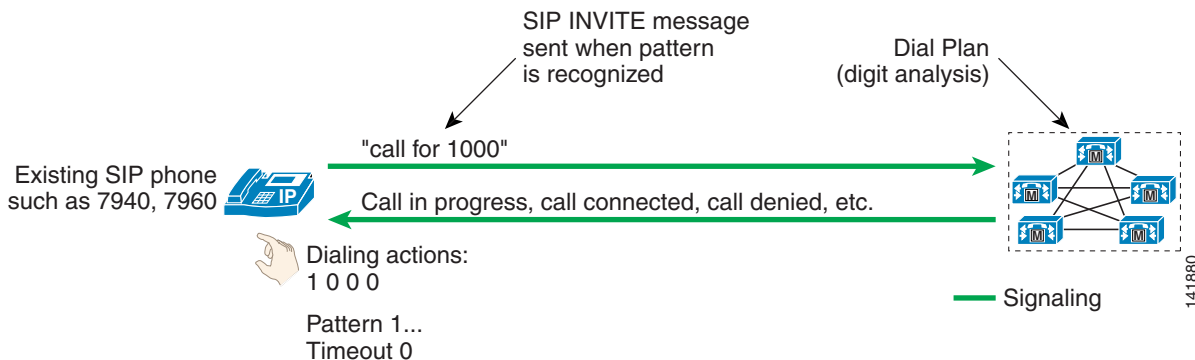 SIP INVITE message
sent when pattern
is recognized
Dial Plan
(digit analysis)
"call for 1000"
Existing SIP phone
such as 7940, 7960
IP
Call in progress, call connected, call denied, etc.
M
M
M
M
M
Dialing actions:
1 0 0 0
Pattern 1...
Timeout 0
Signaling
141880